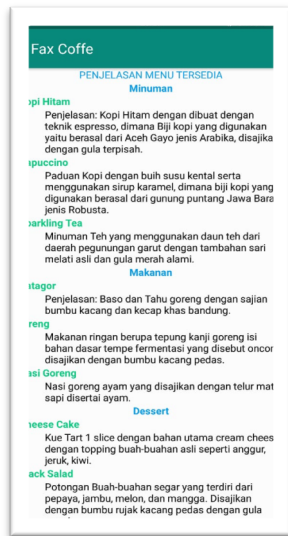 Fax Coffe
PENJELASAN MENU TERSEDIA
Minuman
pi Hitam
Penjelasan: Kopi Hitam dengan dibuat dengan
teknik espresso, dimana Biji kopi yang digunakan
yaitu berasal dari Aceh Gayo jenis Arabika, disajika
dengan gula terpisah.
puccino
Paduan Kopi dengan buih susu kental serta
menggunakan sirup karamel, dimana biji kopi yang
digunakan berasal dari gunung puntang Jawa Bara
jenis Robusta.
arkling Tea
Minuman Teh yang menggunakan daun teh dari
daerah pegunungan garut dengan tambahan sari
melati asli dan gula merah alami.
Makanan
tagor
Penjelasan: Baso dan Tahu goreng dengan sajian
bumbu kacang dan kecap khas bandung.
reng
Makanan ringan berupa tepung kanji goreng isi
bahan dasar tempe fermentasi yang disebut oncor
disajikan dengan bumbu kacang pedas.
asi Goreng
Nasi goreng ayam yang disajikan dengan telur mat
sapi disertai ayam.
Dessert
eese Cake
Kue Tart 1 slice dengan bahan utama cream chees
dengan topping buah-buahan asli seperti anggur,
jeruk, kiwi.
ack Salad
Potongan Buah-buahan segar yang terdiri dari
pepaya, jambu, melon, dan mangga. Disajikan
dengan bumbu rujak kacang pedas dengan gula